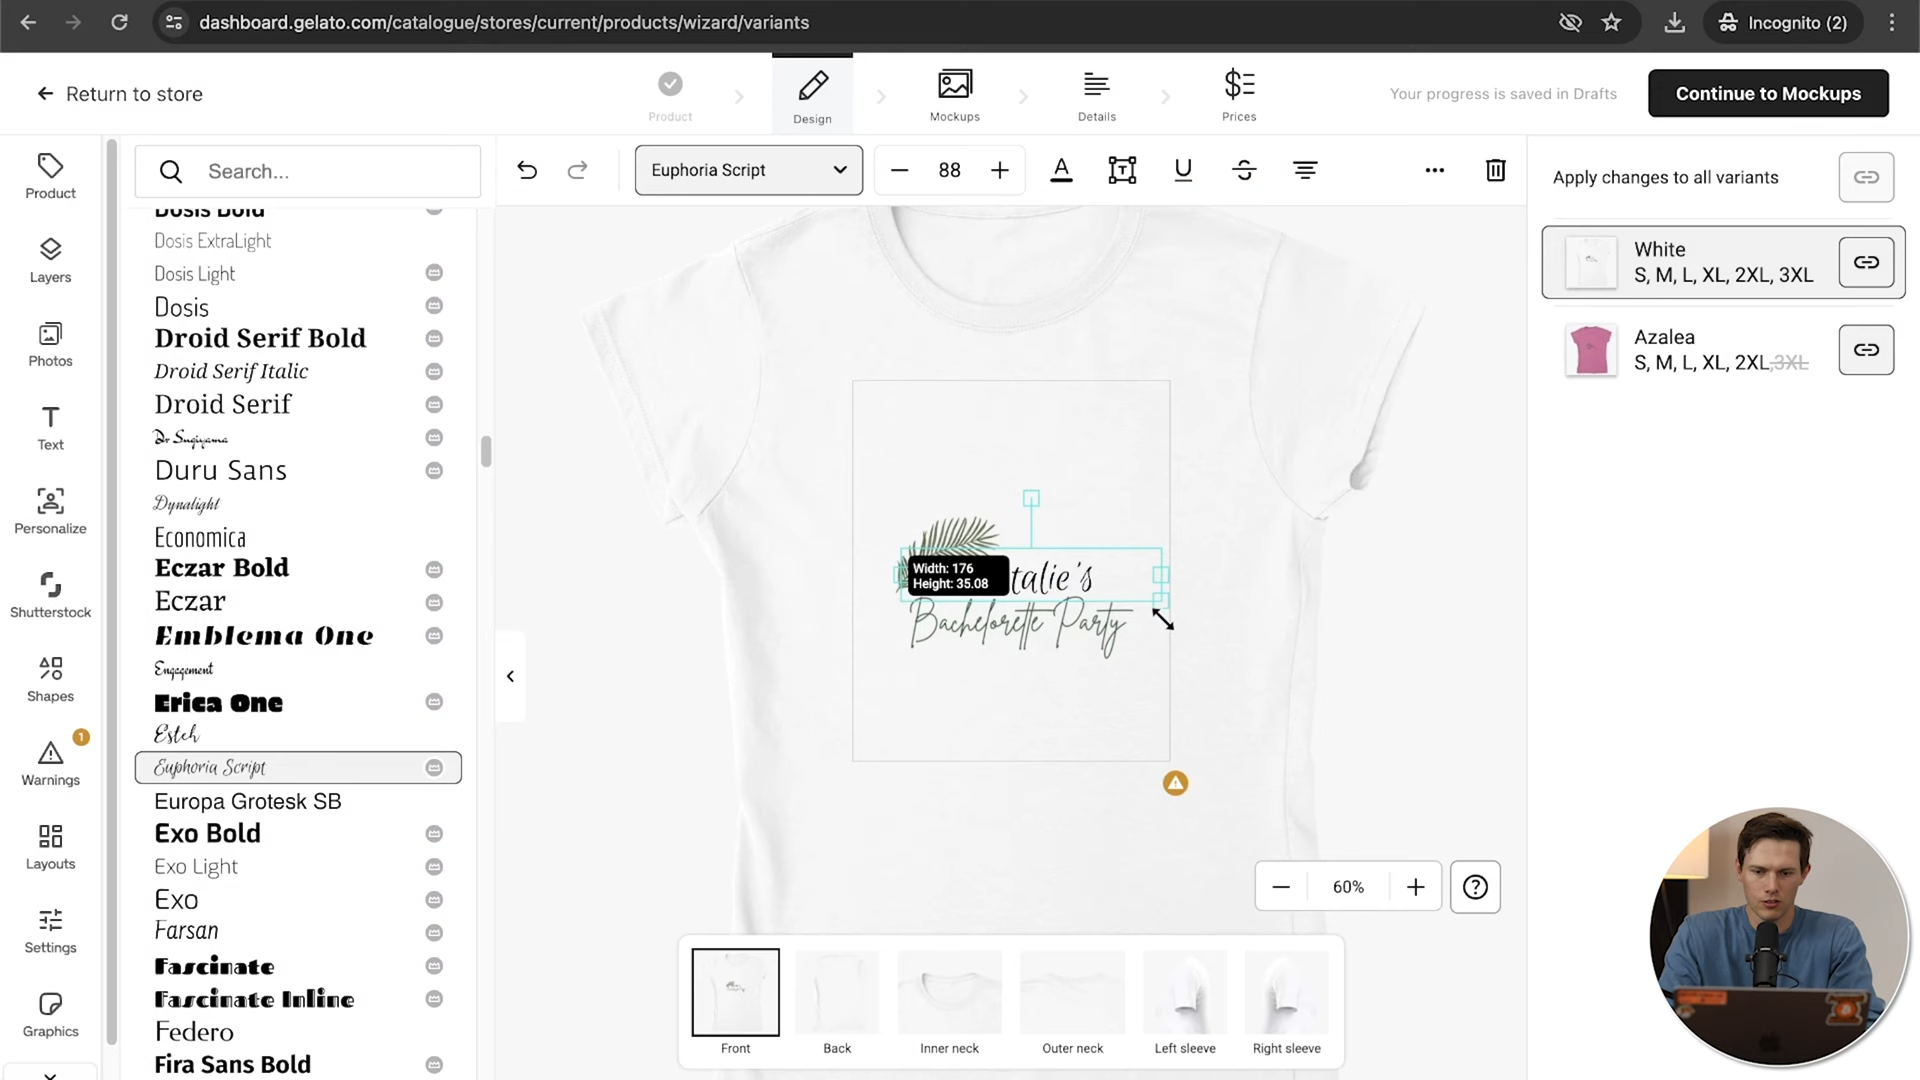 dashboard.gelato.com/catalogue/stores/current/products/wizard/variants
Incognito (2)
Return to store
Product
Design
Mockups
Details
Prices
Your progress is saved in Drafts
Continue to Mockups
Product
Layers
Photos
Text
Personalize
Shutterstock
Shapes
1
Warnings
Layouts
Settings
Graphics
Search...
Dosis Bold
Dosis ExtraLight
Dosis Light
Dosis
Droid Serif Bold
Droid Serif Italic
Droid Serif
Dr Sugiyama
Duru Sans
Dynalight
Economica
Eczar Bold
Eczar
Emblema One
Engagement
Erica One
Esteh
Euphoria Script
Europa Grotesk SB
Exo Bold
Exo Light
Exo
Farsan
Fascinate
Fascinate Inline
Federo
Fira Sans Bold
Euphoria Script
88
Width: 176
Height: 35.08
talie's
Bachelorette Party
60%
Front
Back
Inner neck
Outer neck
Left sleeve
Right sleeve
Apply changes to all variants
White
S, M, L, XL, 2XL, 3XL
Azalea
S, M, L, XL, 2XL,3XL